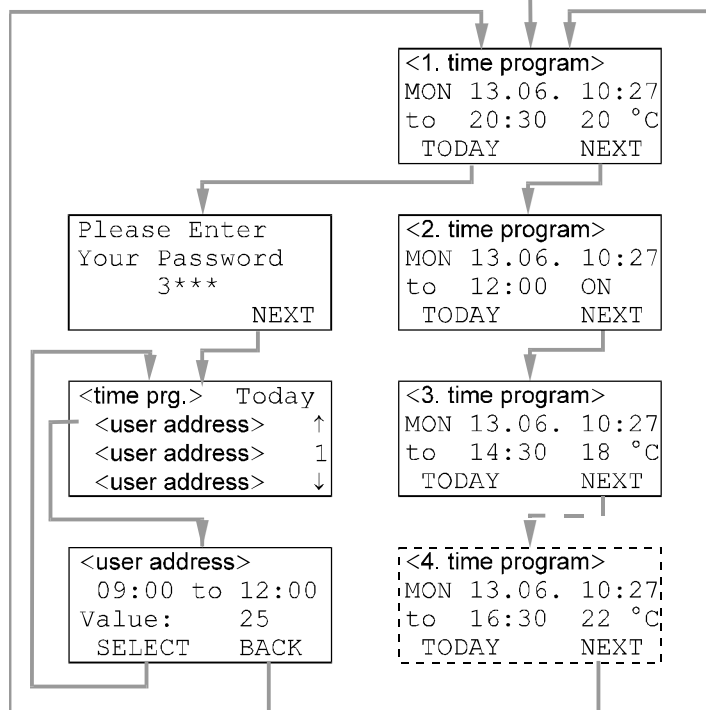 <1. time program>
MON 13.06. 10:27
to 20:30 20 °C
TODAY NEXT
Please Enter
Your Password
3***
NEXT
<2. time program>
MON 13.06. 10:27
to 12:00 ON
TODAY NEXT
<time prg.> Today
<user address> ↑
<user address> 1
<user address> ↓
<3. time program>
MON 13.06. 10:27
to 14:30 18 °C
TODAY NEXT
<user address>
09:00 to 12:00
Value: 25
SELECT BACK
<4. time program>
MON 13.06. 10:27
to 16:30 22 °C
TODAY NEXT